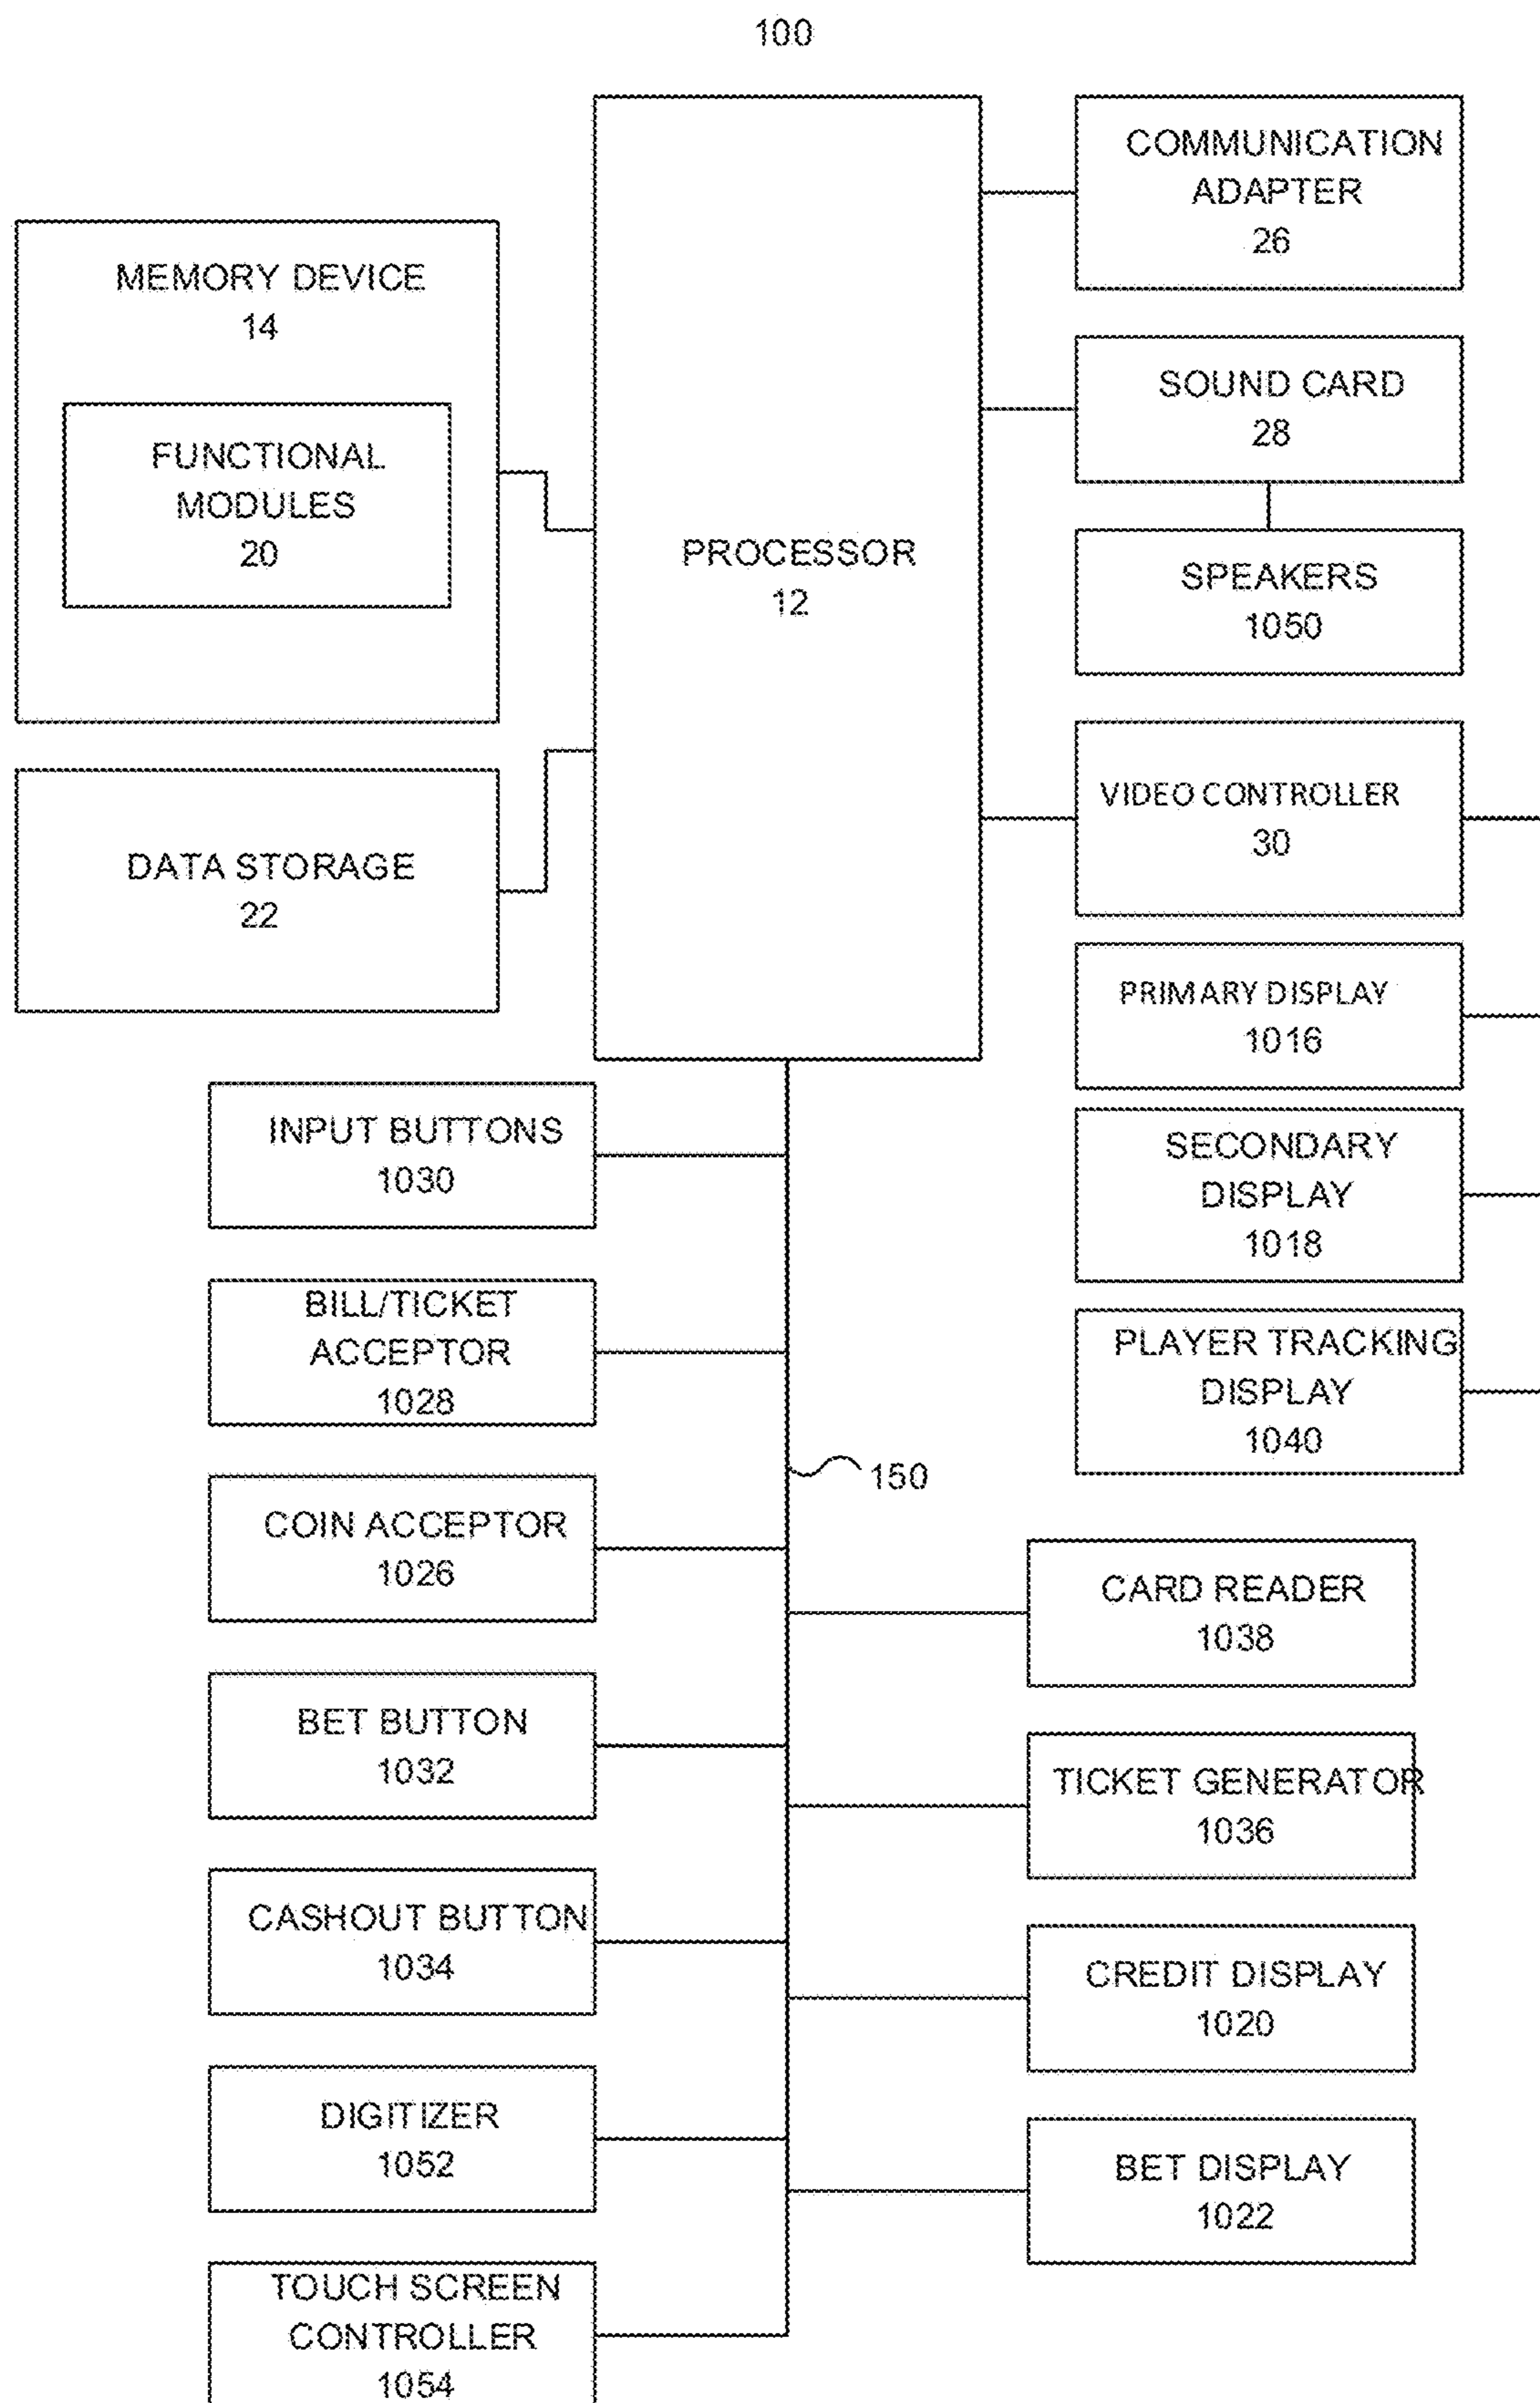 100
COMMUNICATION
ADAPTER
26
MEMORY DEVICE
14
FUNCTIONAL
MODULES
20
SOUND CARD
28
PROCESSOR
12
SPEAKERS
1050
VIDEO CONTROLLER
30
DATA STORAGE
22
PRIMARY DISPLAY
1016
INPUT BUTTONS
1030
SECONDARY
DISPLAY
1018
BILL/TICKET
ACCEPTOR
1028
PLAYER TRACKING
DISPLAY
1040
150
COIN ACCEPTOR
1026
CARD READER
1038
BET BUTTON
1032
TICKET GENERATOR
1036
CASHOUT BUTTON
1034
CREDIT DISPLAY
1020
DIGITIZER
1052
BET DISPLAY
1022
TOUCH SCREEN
CONTROLLER
1054